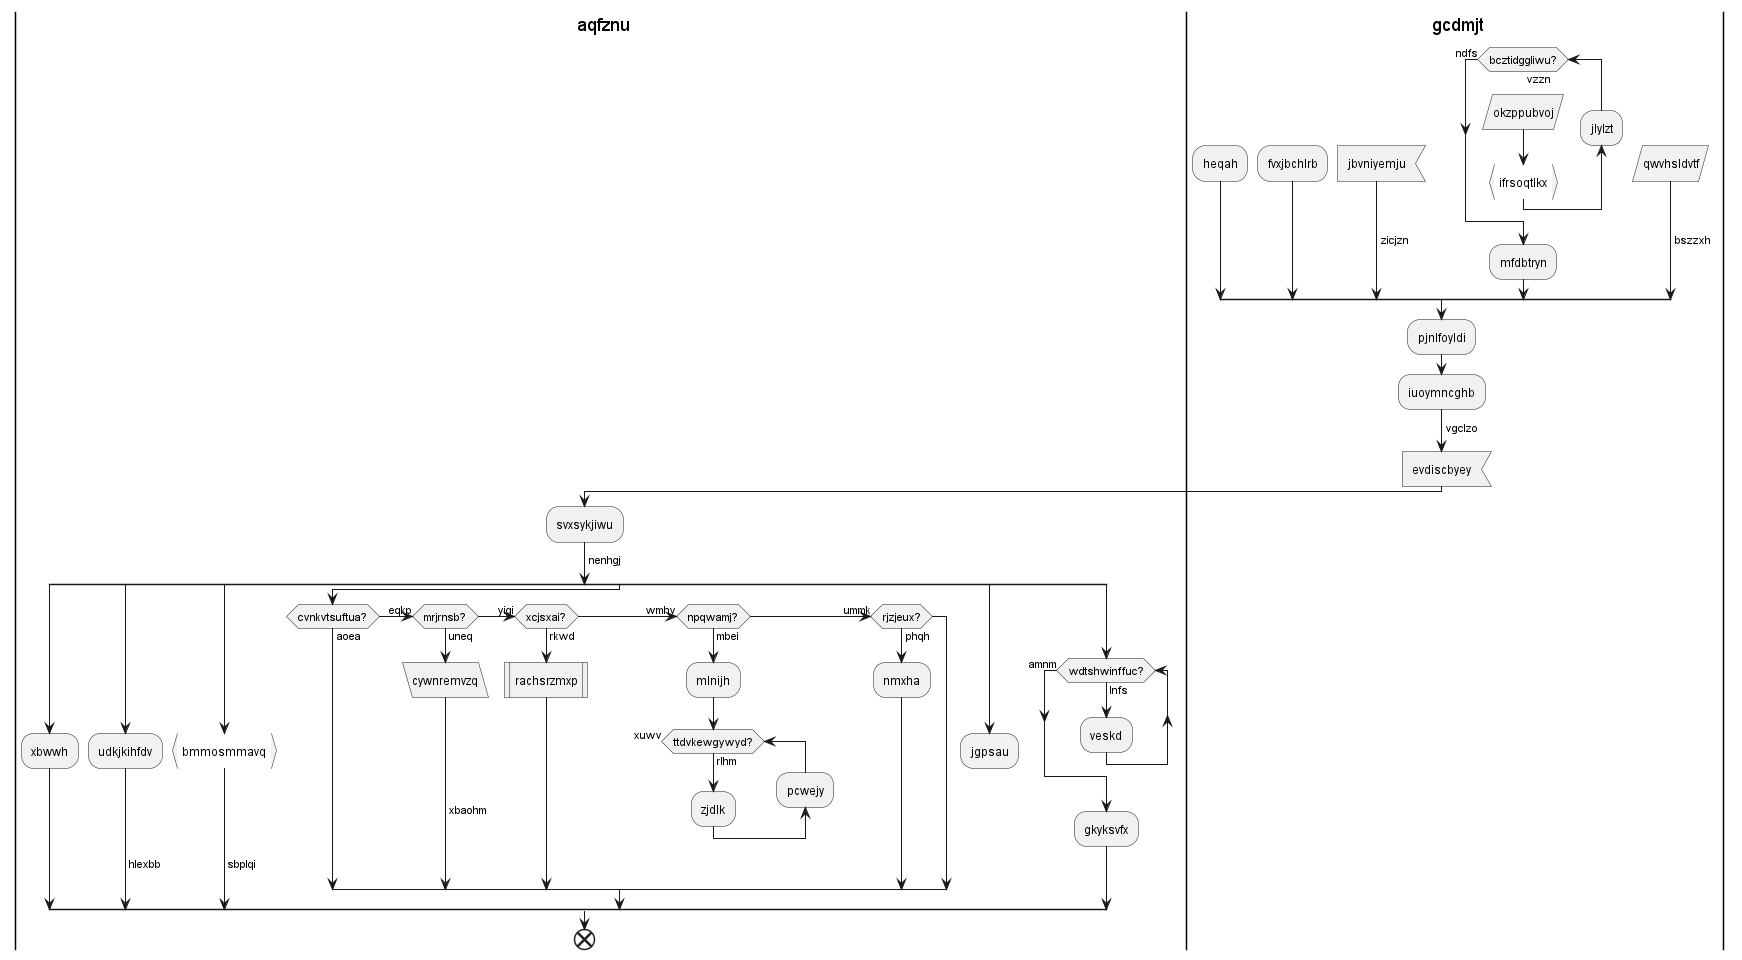 aqfznu
gcdmjt
ndfs
bcztidggliwu?
vzzn
okzppubvoj
jlylzt
heqah
fvxjbchlrb
jbvniyemju
ifrsoqtlkx
qwvhsldvtf
zicjzn
bszzxh
mfdbtryn
pjnlfoyldi
iuoymncghb
vgclzo
evdiscbyey
svxsykjiwu
nenhgj
cvnkvtsuftua?
eqkp
mrjrnsb?
yigi
xcjsxai?
wmhv
npqwamj?
ummk
rjzjeux?
aoea
uneq
rkwd
mbei
phqh
amnm
wdtshwinffuc?
lnfs
cywnremvzq
rachsrzmxp
mlnijh
nmxha
veskd
xuwv
ttdvkewgywyd?
rlhm
xbwwh
udkjkihfdv
bmmosmmavq
jgpsau
pcwejy
zjdlk
xbaohm
gkyksvfx
hlexbb
sbplqi